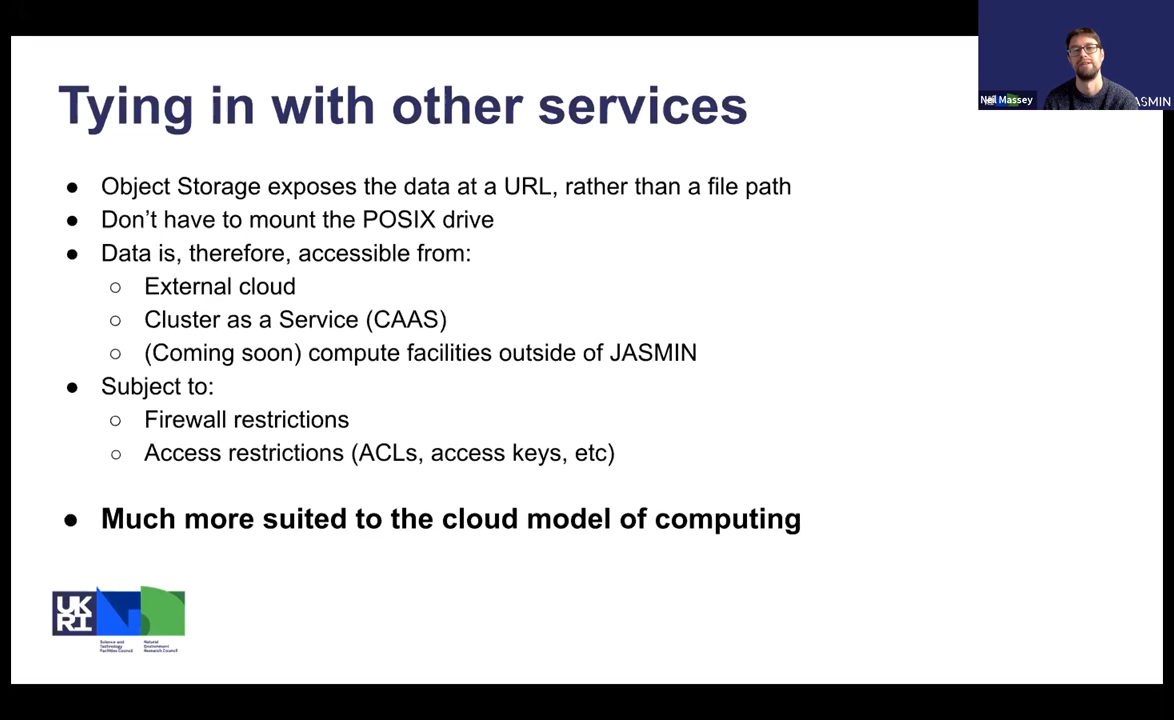 Tying in with other services
● Object Storage exposes the data at a URL, rather than a file path
● Don't have to mount the POSIX drive
● Data is, therefore, accessible from:
○ External cloud
○ Cluster as a Service (CAAS)
○ (Coming soon) compute facilities outside of JASMIN
● Subject to:
○ Firewall restrictions
○ Access restrictions (ACLs, access keys, etc)
● Much more suited to the cloud model of computing
Neil Massey
ASMIN
UK
RI
Science and
Technology
Facilities Council
Natural
Environment
Research Council